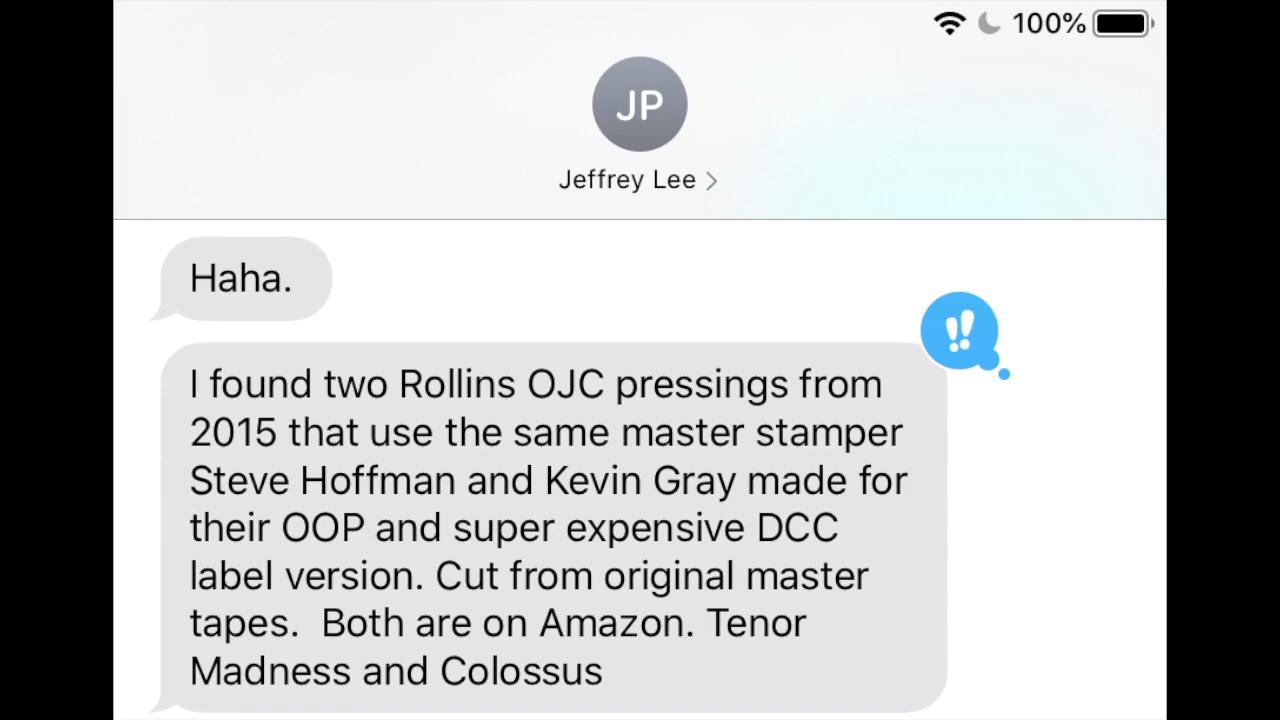 100%
JP
Jeffrey Lee >
Haha.
!!
I found two Rollins OJC pressings from
2015 that use the same master stamper
Steve Hoffman and Kevin Gray made for
their OOP and super expensive DCC
label version. Cut from original master
tapes.  Both are on Amazon. Tenor
Madness and Colossus